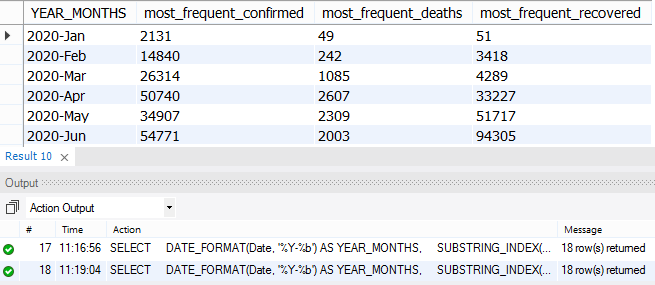 YEAR_MONTHS most_frequent_confirmed most_frequent_deaths most_frequent_recovered
2020-Jan 2131 49 51
2020-Feb 14840 242 3418
2020-Mar 26314 1085 4289
2020-Apr 50740 2607 33227
2020-May 34907 2309 51717
2020-Jun 54771 2003 94305
Result 10 ×
Output
Action Output
# Time Action Message
17 11:16:56 SELECT DATE_FORMAT(Date, '%Y-%b') AS YEAR_MONTHS, SUBSTRING_INDEX(... 18 row(s) returned
18 11:19:04 SELECT DATE_FORMAT(Date, '%Y-%b') AS YEAR_MONTHS, SUBSTRING_INDEX(... 18 row(s) returned